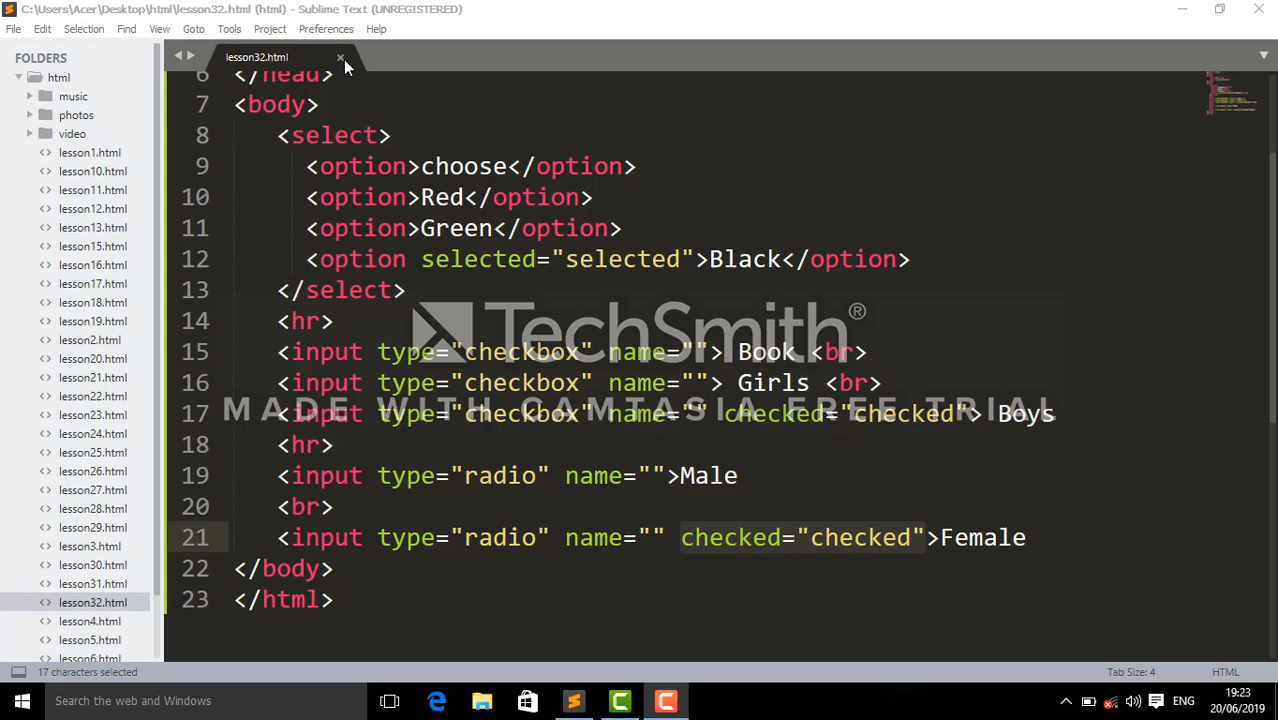 C:\Users\Acer\Desktop\html\lesson32.html (html) - Sublime Text (UNREGISTERED)
File Edit Selection Find View Goto Tools Project Preferences Help
FOLDERS
html
music
photos
video
lesson1.html
lesson10.html
lesson11.html
lesson12.html
lesson13.html
lesson15.html
lesson16.html
lesson17.html
lesson18.html
lesson19.html
lesson2.html
lesson20.html
lesson21.html
lesson22.html
lesson23.html
lesson24.html
lesson25.html
lesson26.html
lesson27.html
lesson28.html
lesson29.html
lesson3.html
lesson30.html
lesson31.html
lesson32.html
lesson4.html
lesson5.html
lesson6.html
lesson32.html
6 </head>
7 <body>
8 <select>
9 <option>choose</option>
10 <option>Red</option>
11 <option>Green</option>
12 <option selected="selected">Black</option>
13 </select>
14 <hr>
15 <input type="checkbox" name=""> Book <br>
16 <input type="checkbox" name=""> Girls <br>
17 <input type="checkbox" name="" checked="checked"> Boys
18 <hr>
19 <input type="radio" name="">Male
20 <br>
21 <input type="radio" name="" checked="checked">Female
22 </body>
23 </html>
TechSmith®
MADE WITH CAMTASIA FREE TRIAL
17 characters selected
Tab Size: 4 HTML
Search the web and Windows
ENG
19:23
20/06/2019